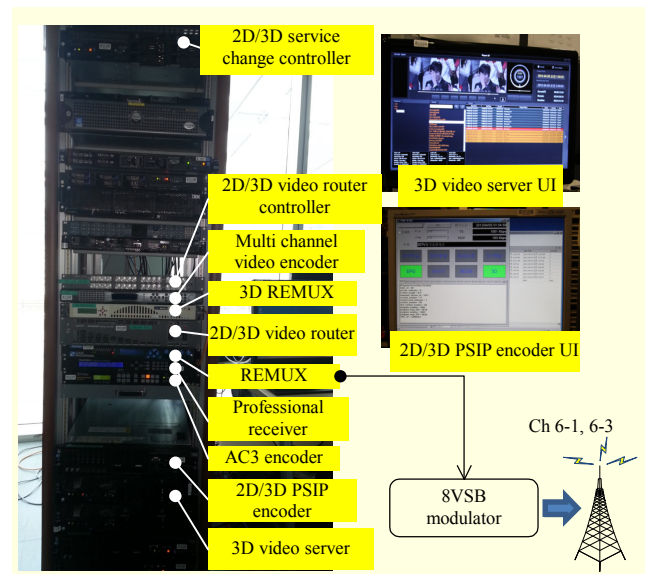 2D/3D service
change controller
2D/3D video router
controller
Multi channel
video encoder
3D REMUX
2D/3D video router
REMUX
Professional
receiver
AC3 encoder
2D/3D PSIP
encoder
3D video server
3D video server UI
2D/3D PSIP encoder UI
Ch 6-1, 6-3
8VSB
modulator